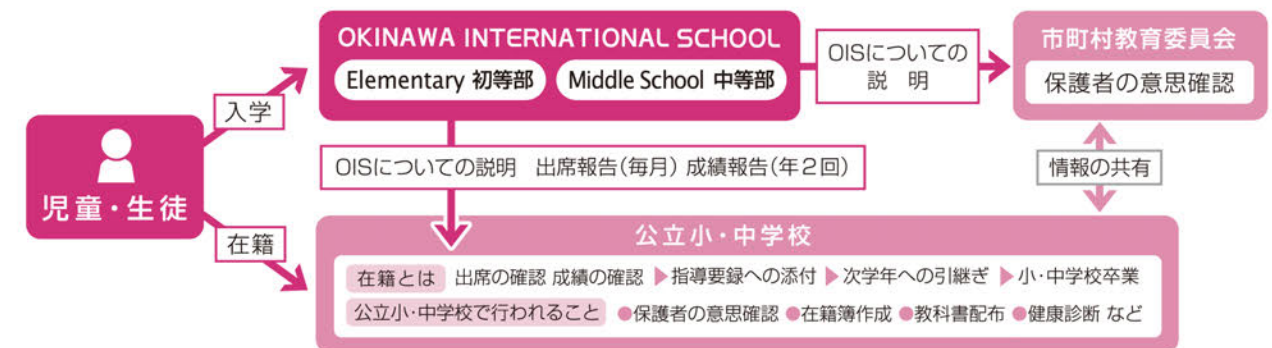 OKINAWA INTERNATIONAL SCHOOL
Elementary 初等部
Middle School 中等部
OISについての
説 明
市町村教育委員会
保護者の意思確認
入学
児童・生徒
在籍
OISについての説明 出席報告(毎月) 成績報告(年2回)
情報の共有
公立小・中学校
在籍とは 出席の確認 成績の確認 ▶指導要録への添付 ▶次学年への引継ぎ ▶小・中学校卒業
公立小・中学校で行われること ●保護者の意思確認 ●在籍簿作成 ●教科書配布 ●健康診断 など